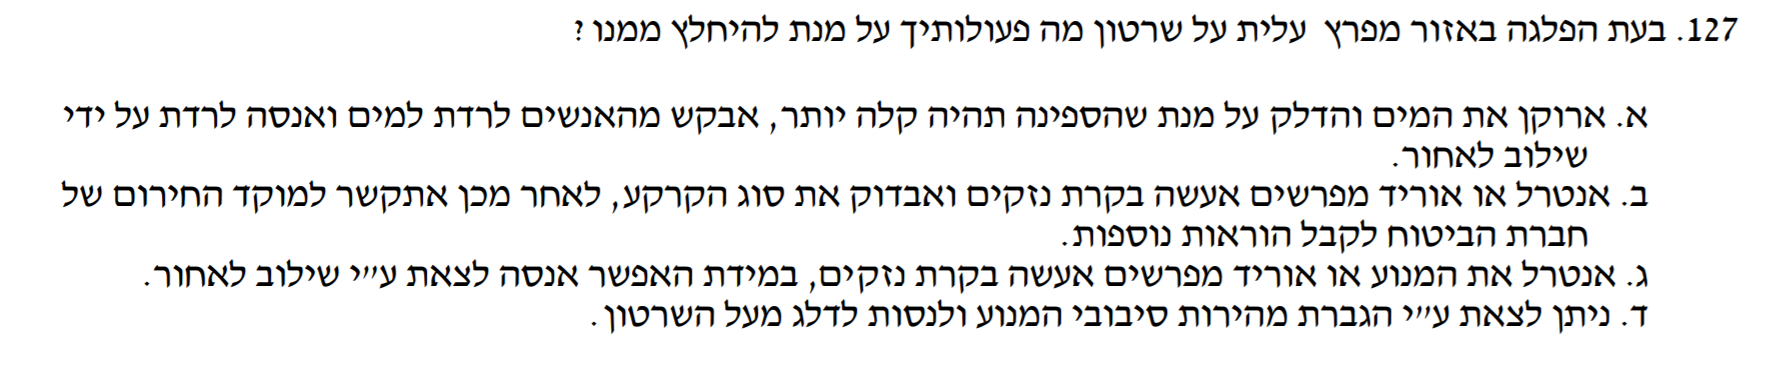 127. בעת הפלגה באזור מפרץ עלית על שרטון מה פעולותיך על מנת להיחלץ ממנו ?
א. ארוקן את המים והדלק על מנת שהספינה תהיה קלה יותר, אבקש מהאנשים לרדת למים ואנסה לרדת על ידי
שילוב לאחור.
ב. אנטרל או אוריד מפרשים אעשה בקרת נזקים ואבדוק את סוג הקרקע, לאחר מכן אתקשר למוקד החירום של
חברת הביטוח לקבל הוראות נוספות.
ג. אנטרל את המנוע או אוריד מפרשים אעשה בקרת נזקים, במידת האפשר אנסה לצאת ע״י שילוב לאחור.
ד. ניתן לצאת ע״י הגברת מהירות סיבובי המנוע ולנסות לדלג מעל השרטון.